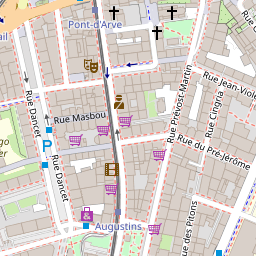 Pont-d'Arve
Rue Dancet
Rue Masbou
Rue Prévost-Martin
Rue Jean-Viole
Rue Cingria
Rue du Pré-Jérôme
P
Rue Dancet
Rue des Pitons
Augustins